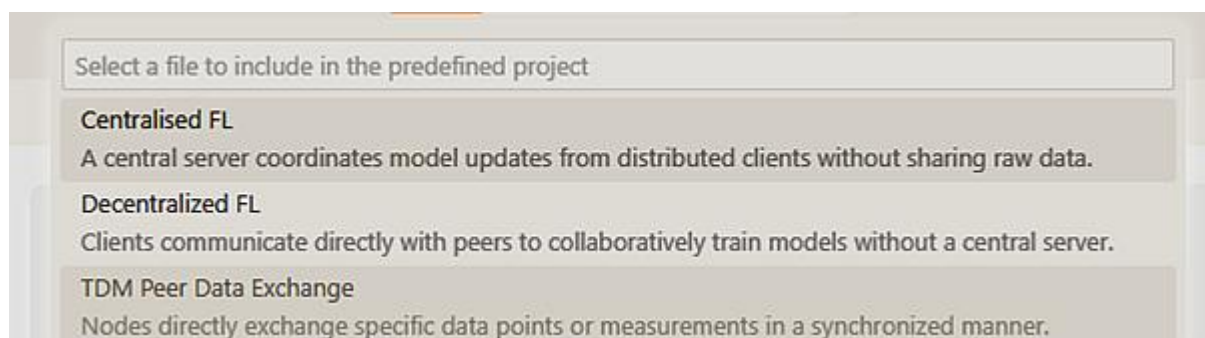 Select a file to include in the predefined project
Centralised FL
A central server coordinates model updates from distributed clients without sharing raw data.
Decentralized FL
Clients communicate directly with peers to collaboratively train models without a central server.
TDM Peer Data Exchange
Nodes directly exchange specific data points or measurements in a synchronized manner.